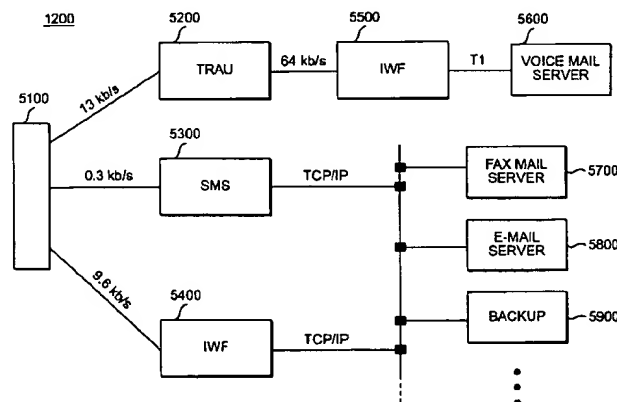 1200
5200
5500
5600
TRAU
64 kb/s
IWF
T1
VOICE MAIL
SERVER
5100
13 kb/s
5300
0.3 kb/s
SMS
TCP/IP
FAX MAIL
SERVER
5700
E-MAIL
SERVER
5800
9.6 kb/s
5400
IWF
TCP/IP
BACKUP
5900